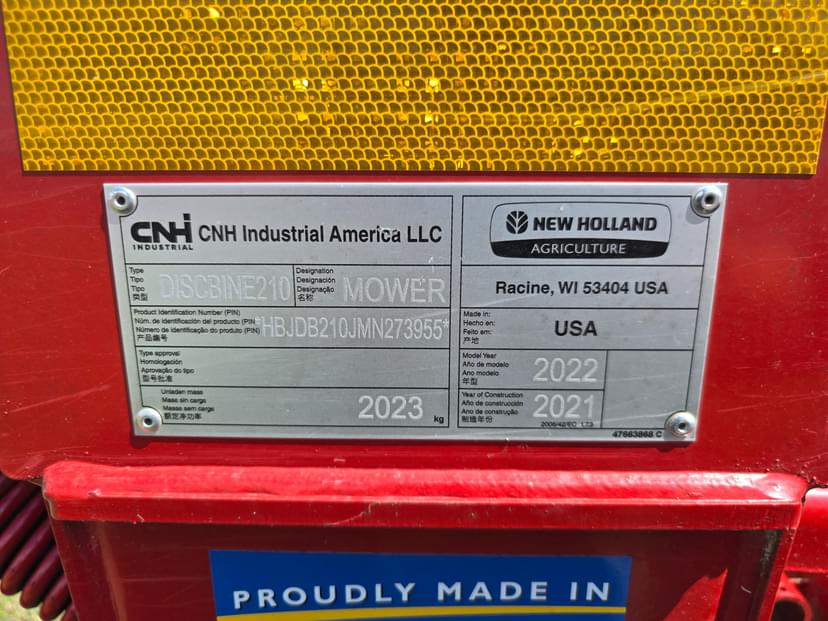 CNH INDUSTRIAL CNH Industrial America LLC
Type
Tipo
Tipo
类型
DISCBINE210
Designation
Designación
Designação
名称
MOWER
Product Identification Number (PIN)
Núm. de identificación del producto (PIN)
Número de identificação do produto (PIN)
产品编号
*HBJDB210JMN273955*
Type approval
Homologación
Aprovação do tipo
型号批准
Unladen mass
Masa sin carga
Massa sem carga
额定净功率
2023
kg
NEW HOLLAND
AGRICULTURE
Racine, WI 53404 USA
Made in:
Hecho en:
Feito em:
产地
USA
Model Year
Año de modelo
Ano modelo
年型
2022
Year of Construction
Año de construcción
Ano de construção
制造年份
2021
2006/42/EC 1.7.3
47663868 C
PROUDLY MADE IN